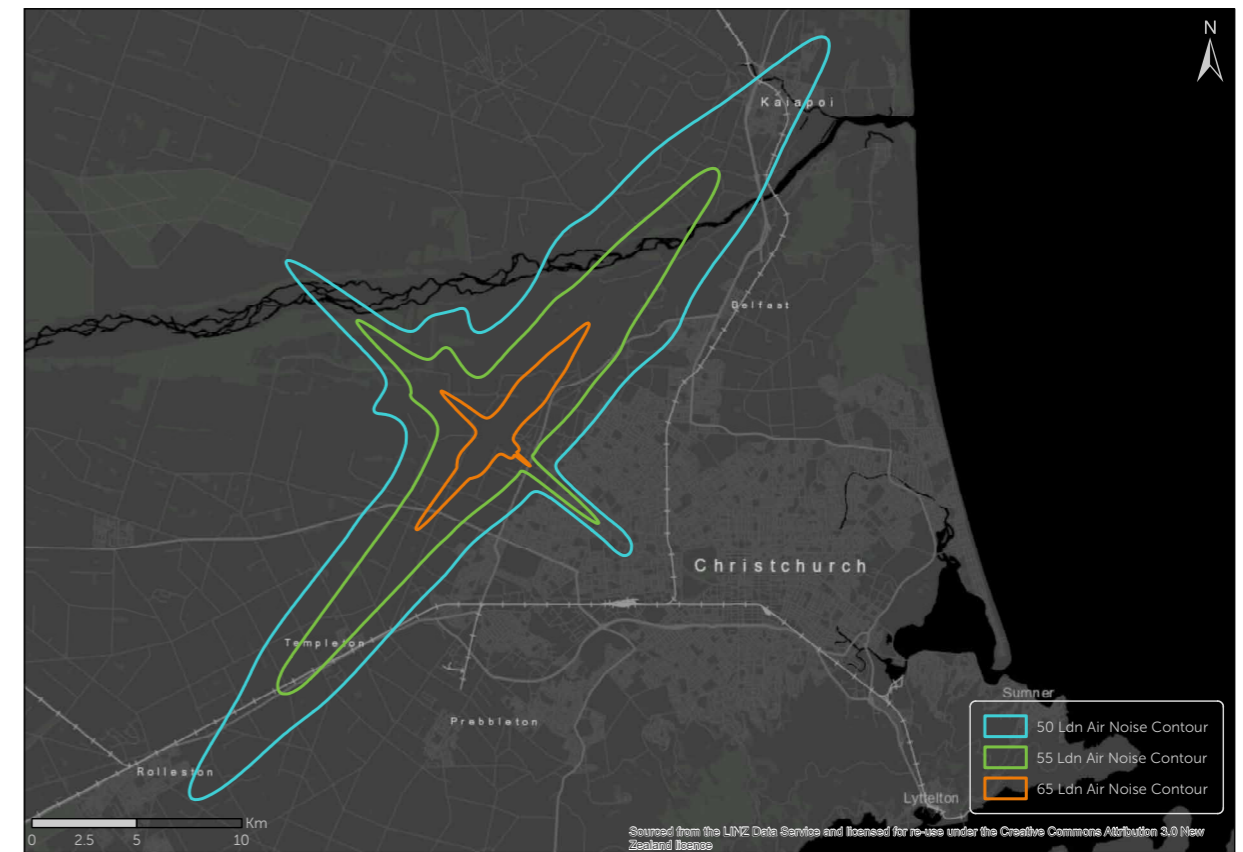 N
Kaiapoi
Belfast
Christchurch
Templeton
Prebbleton
Sumner
50 Ldn Air Noise Contour
55 Ldn Air Noise Contour
65 Ldn Air Noise Contour
Rolleston
Lyttelton
Km
0 2.5 5 10
Sourced from the LINZ Data Service and licensed for re-use under the Creative Commons Attribution 3.0 New
Zealand licence